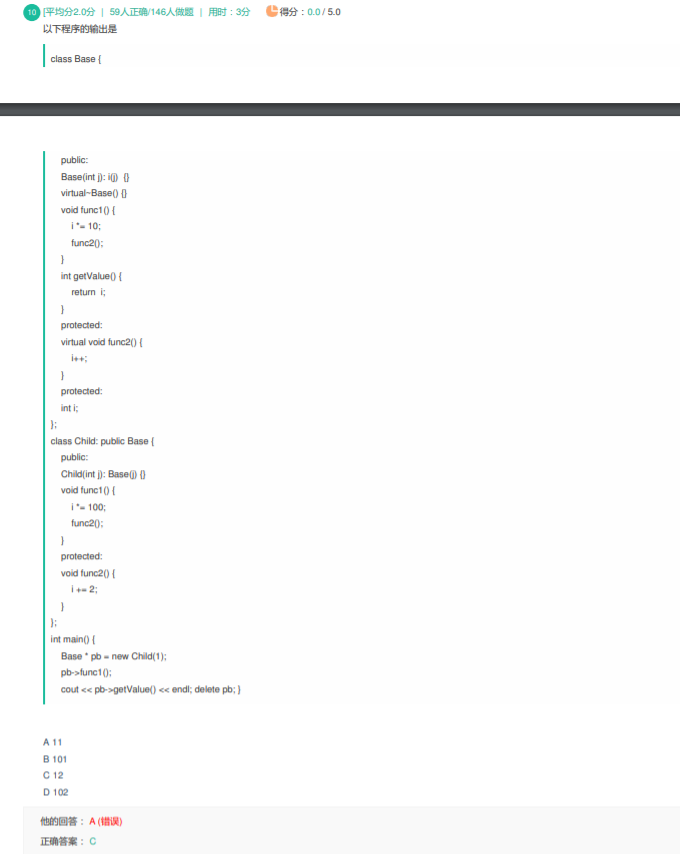 10 [平均分2.0分 | 59人正确/146人做题 | 用时：3分 得分：0.0 / 5.0
以下程序的输出是
class Base {
public:
Base(int j): i(j) {}
virtual~Base() {}
void func1() {
i *= 10;
func2();
}
int getValue() {
return i;
}
protected:
virtual void func2() {
i++;
}
protected:
int i;
};
class Child: public Base {
public:
Child(int j): Base(j) {}
void func1() {
i *= 100;
func2();
}
protected:
void func2() {
i += 2;
}
};
int main() {
Base * pb = new Child(1);
pb->func1();
cout << pb->getValue() << endl; delete pb; }
A 11
B 101
C 12
D 102
他的回答： A (错误)
正确答案： C